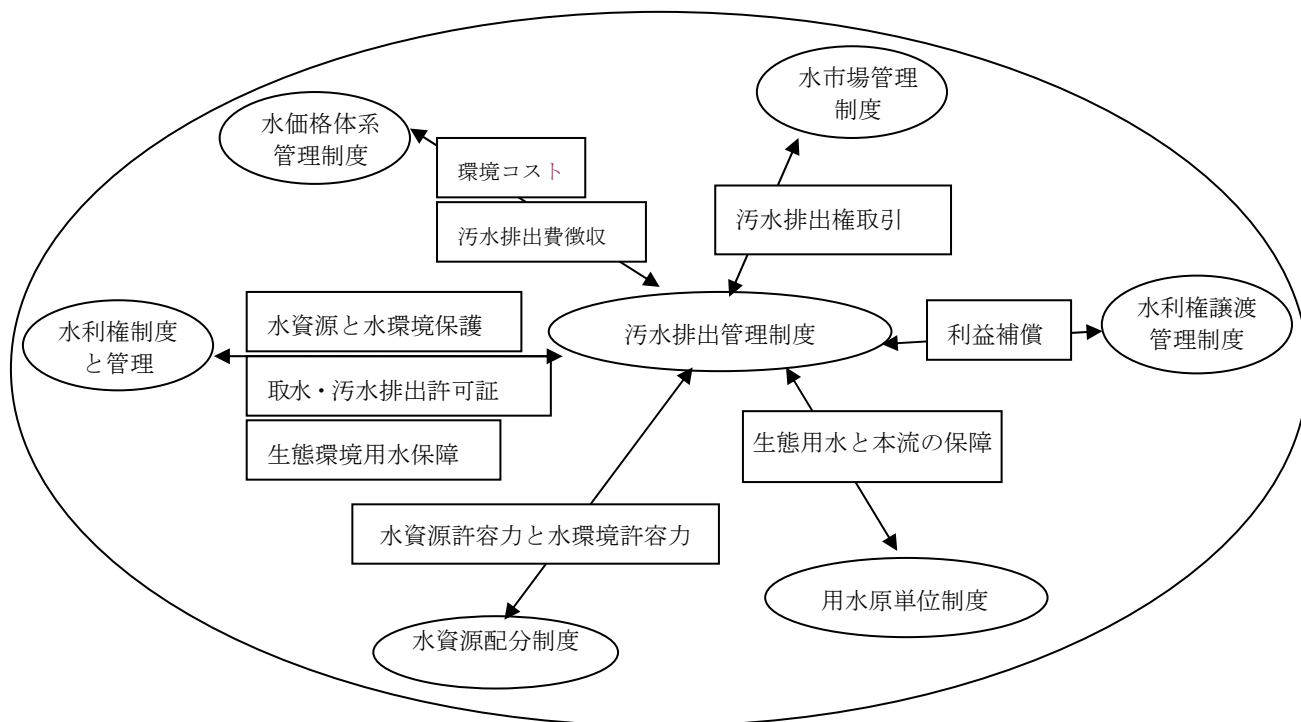 水市場管理
制度
水価格体系
管理制度
環境コスト
汚水排出権取引
汚水排出費徴収
水資源と水環境保護
汚水排出管理制度
利益補償
水利権譲渡
管理制度
水利権制度
と管理
取水・汚水排出許可証
生態環境用水保障
生態用水と本流の保障
水資源許容力と水環境許容力
用水原単位制度
水資源配分制度